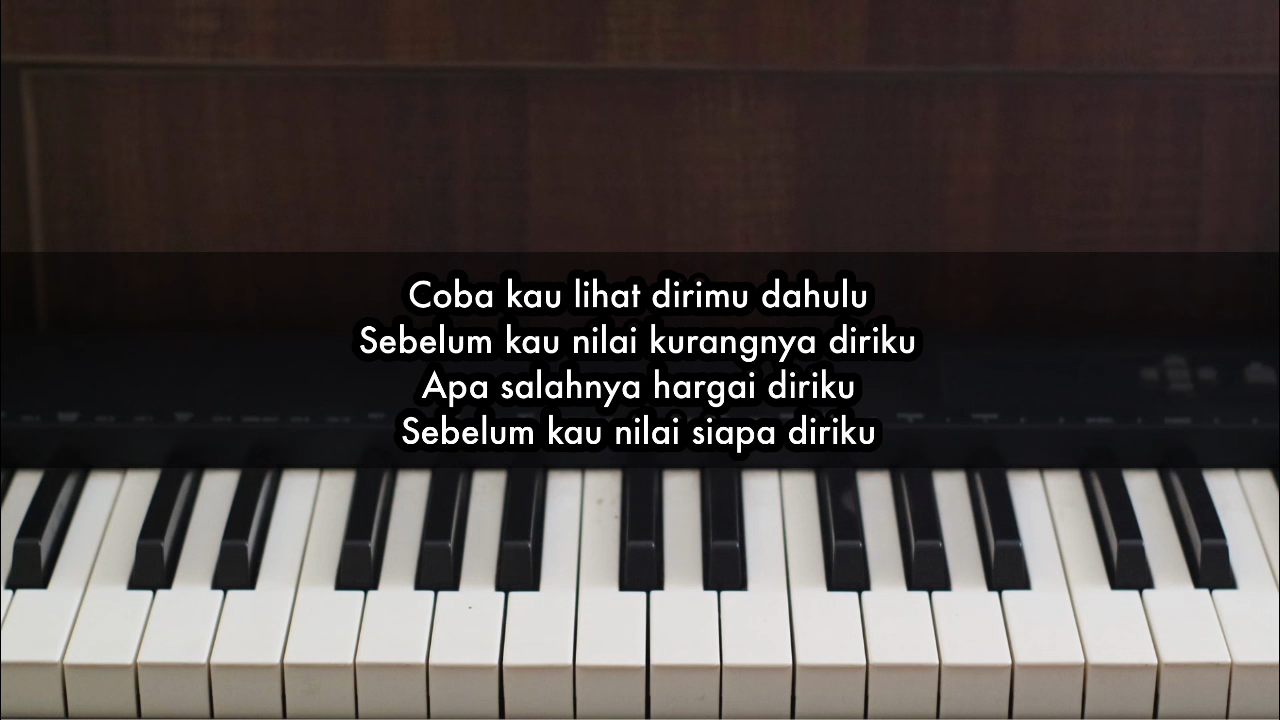 Coba kau lihat dirimu dahulu
Sebelum kau nilai kurangnya diriku
Apa salahnya hargai diriku
Sebelum kau nilai siapa diriku